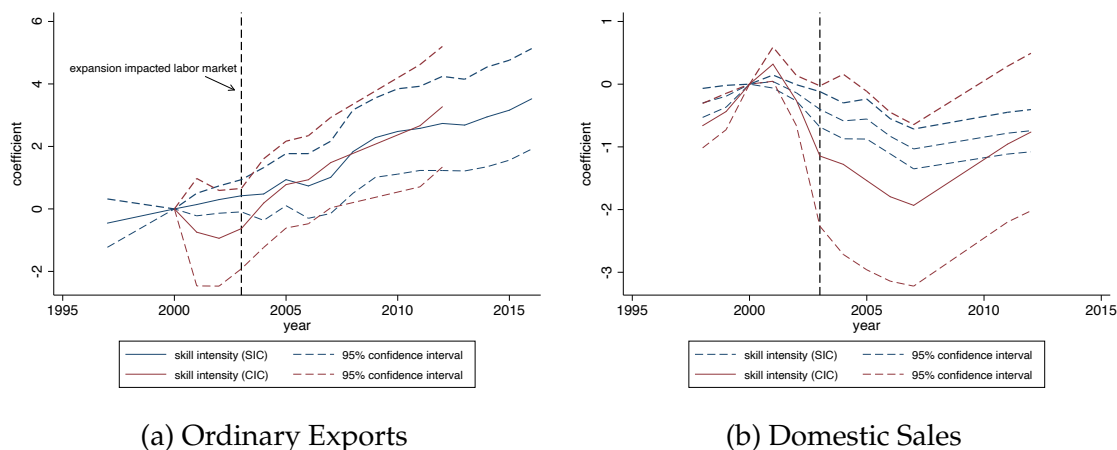 6
4
2
0
-2
coefficient
expansion impacted labor market
1995
2000
2005
2010
2015
year
skill intensity (SIC)
95% confidence interval
skill intensity (CIC)
95% confidence interval
(a) Ordinary Exports
1
0
-1
-2
-3
coefficient
1995
2000
2005
2010
2015
year
skill intensity (SIC)
95% confidence interval
skill intensity (CIC)
95% confidence interval
(b) Domestic Sales